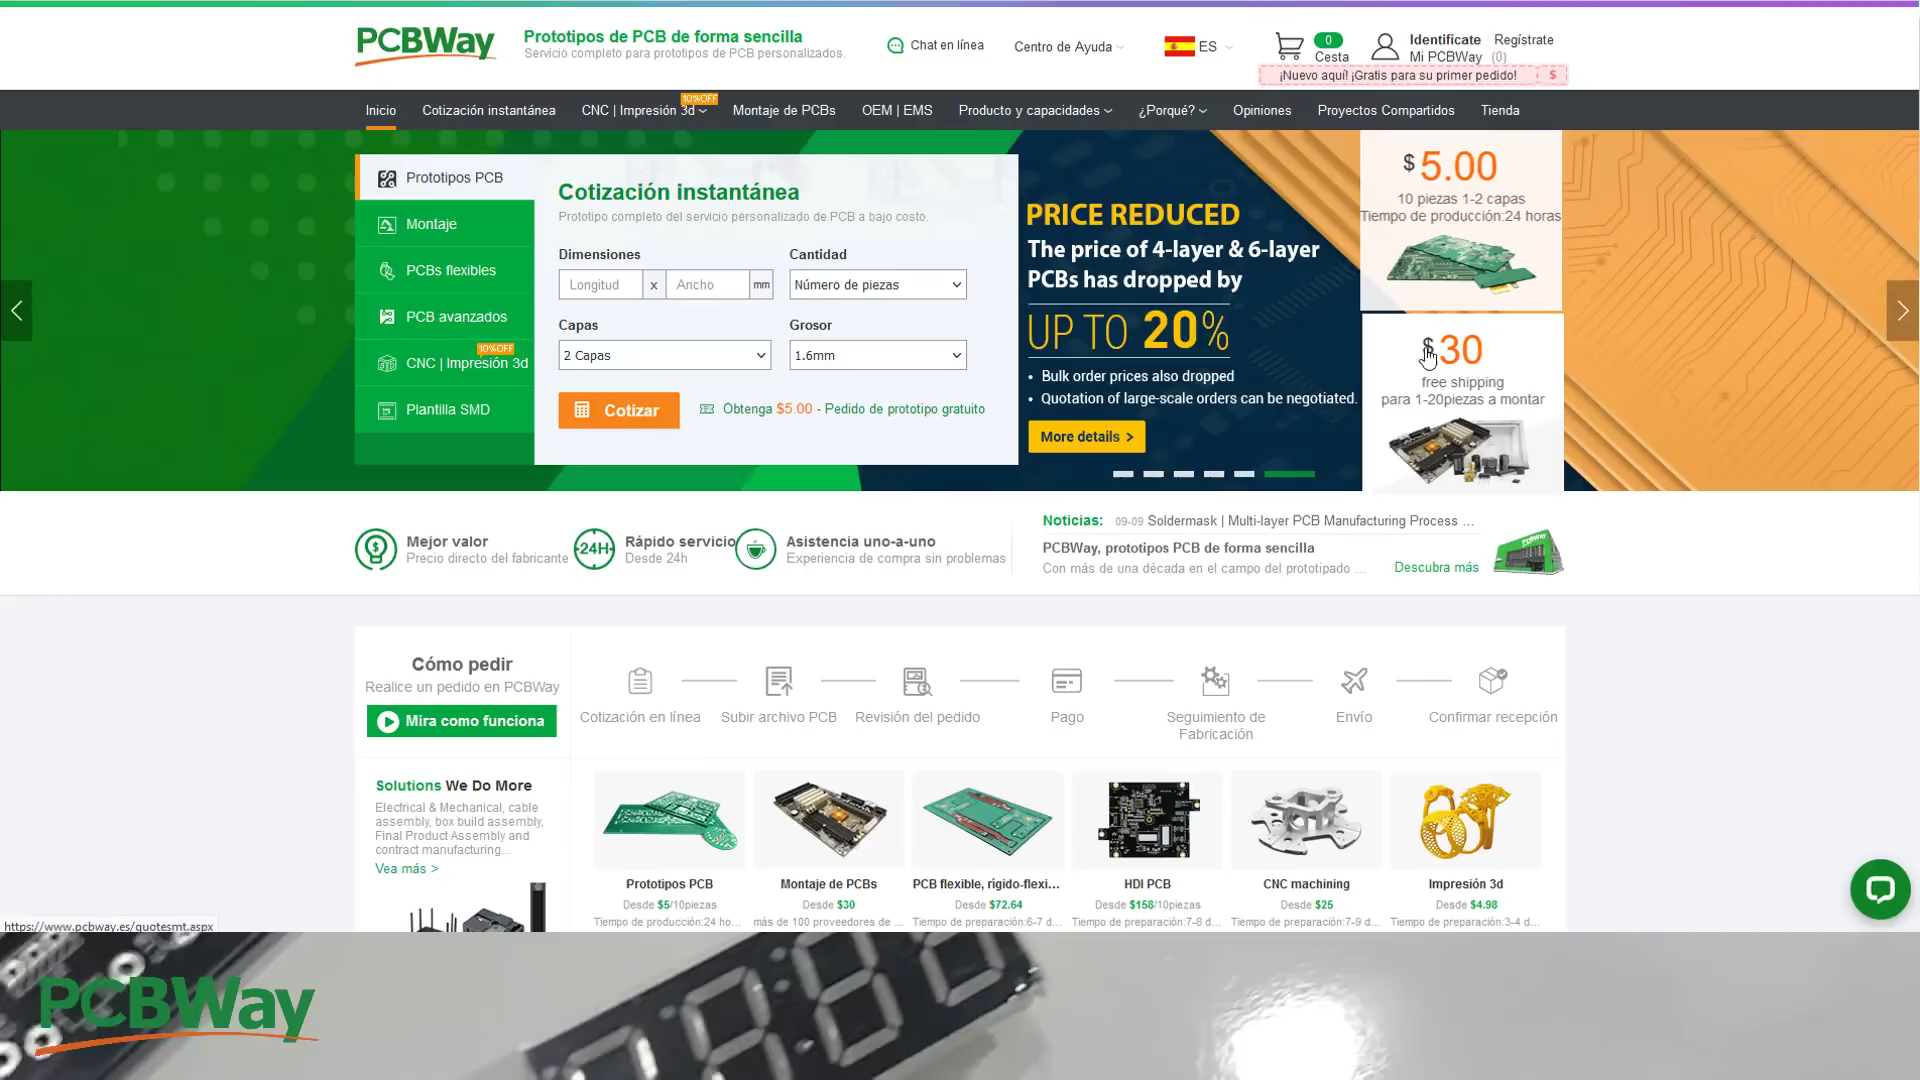 PCBWay
Prototipos de PCB de forma sencilla
Servicio completo para prototipos de PCB personalizados.
Chat en línea
Centro de Ayuda
ES
0
Cesta
Identifícate
Regístrate
Mi PCBWay (0)
¡Nuevo aquí! ¡Gratis para su primer pedido! $
Inicio
Cotización instantánea
CNC | Impresión 3d
10%OFF
Montaje de PCBs
OEM | EMS
Producto y capacidades
¿Porqué?
Opiniones
Proyectos Compartidos
Tienda
Prototipos PCB
Montaje
PCBs flexibles
PCB avanzados
10%OFF
CNC | Impresión 3d
Plantilla SMD
Cotización instantánea
Prototipo completo del servicio personalizado de PCB a bajo costo.
Dimensiones
Cantidad
Longitud x Ancho mm
Número de piezas
Capas
Grosor
2 Capas
1.6mm
Cotizar
Obtenga $5.00 - Pedido de prototipo gratuito
PRICE REDUCED
The price of 4-layer & 6-layer
PCBs has dropped by
UP TO 20%
• Bulk order prices also dropped
• Quotation of large-scale orders can be negotiated.
More details >
$5.00
10 piezas 1-2 capas
Tiempo de producción:24 horas
$30
free shipping
para 1-20piezas a montar
Mejor valor
Precio directo del fabricante
24H
Rápido servicio
Desde 24h
Asistencia uno-a-uno
Experiencia de compra sin problemas
Noticias: 09-09 Soldermask | Multi-layer PCB Manufacturing Process ...
PCBWay, prototipos PCB de forma sencilla
Con más de una década en el campo del prototipado ...
Descubra más
Cómo pedir
Realice un pedido en PCBWay
Mira como funciona
Cotización en línea
Subir archivo PCB
Revisión del pedido
Pago
Seguimiento de
Fabricación
Envío
Confirmar recepción
Solutions We Do More
Electrical & Mechanical, cable
assembly, box build assembly,
Final Product Assembly and
contract manufacturing...
Vea más >
Prototipos PCB
Desde $5/10piezas
Tiempo de producción:24 ho...
Montaje de PCBs
Desde $30
más de 100 proveedores de ...
PCB flexible, rígido-flexi...
Desde $72.64
Tiempo de preparación:6-7 d...
HDI PCB
Desde $158/10piezas
Tiempo de preparación:7-8 d...
CNC machining
Desde $25
Tiempo de preparación:7-9 d...
Impresión 3d
Desde $4.98
Tiempo de preparación:3-4 d...
https://www.pcbway.es/quotesmt.aspx
PCBWay